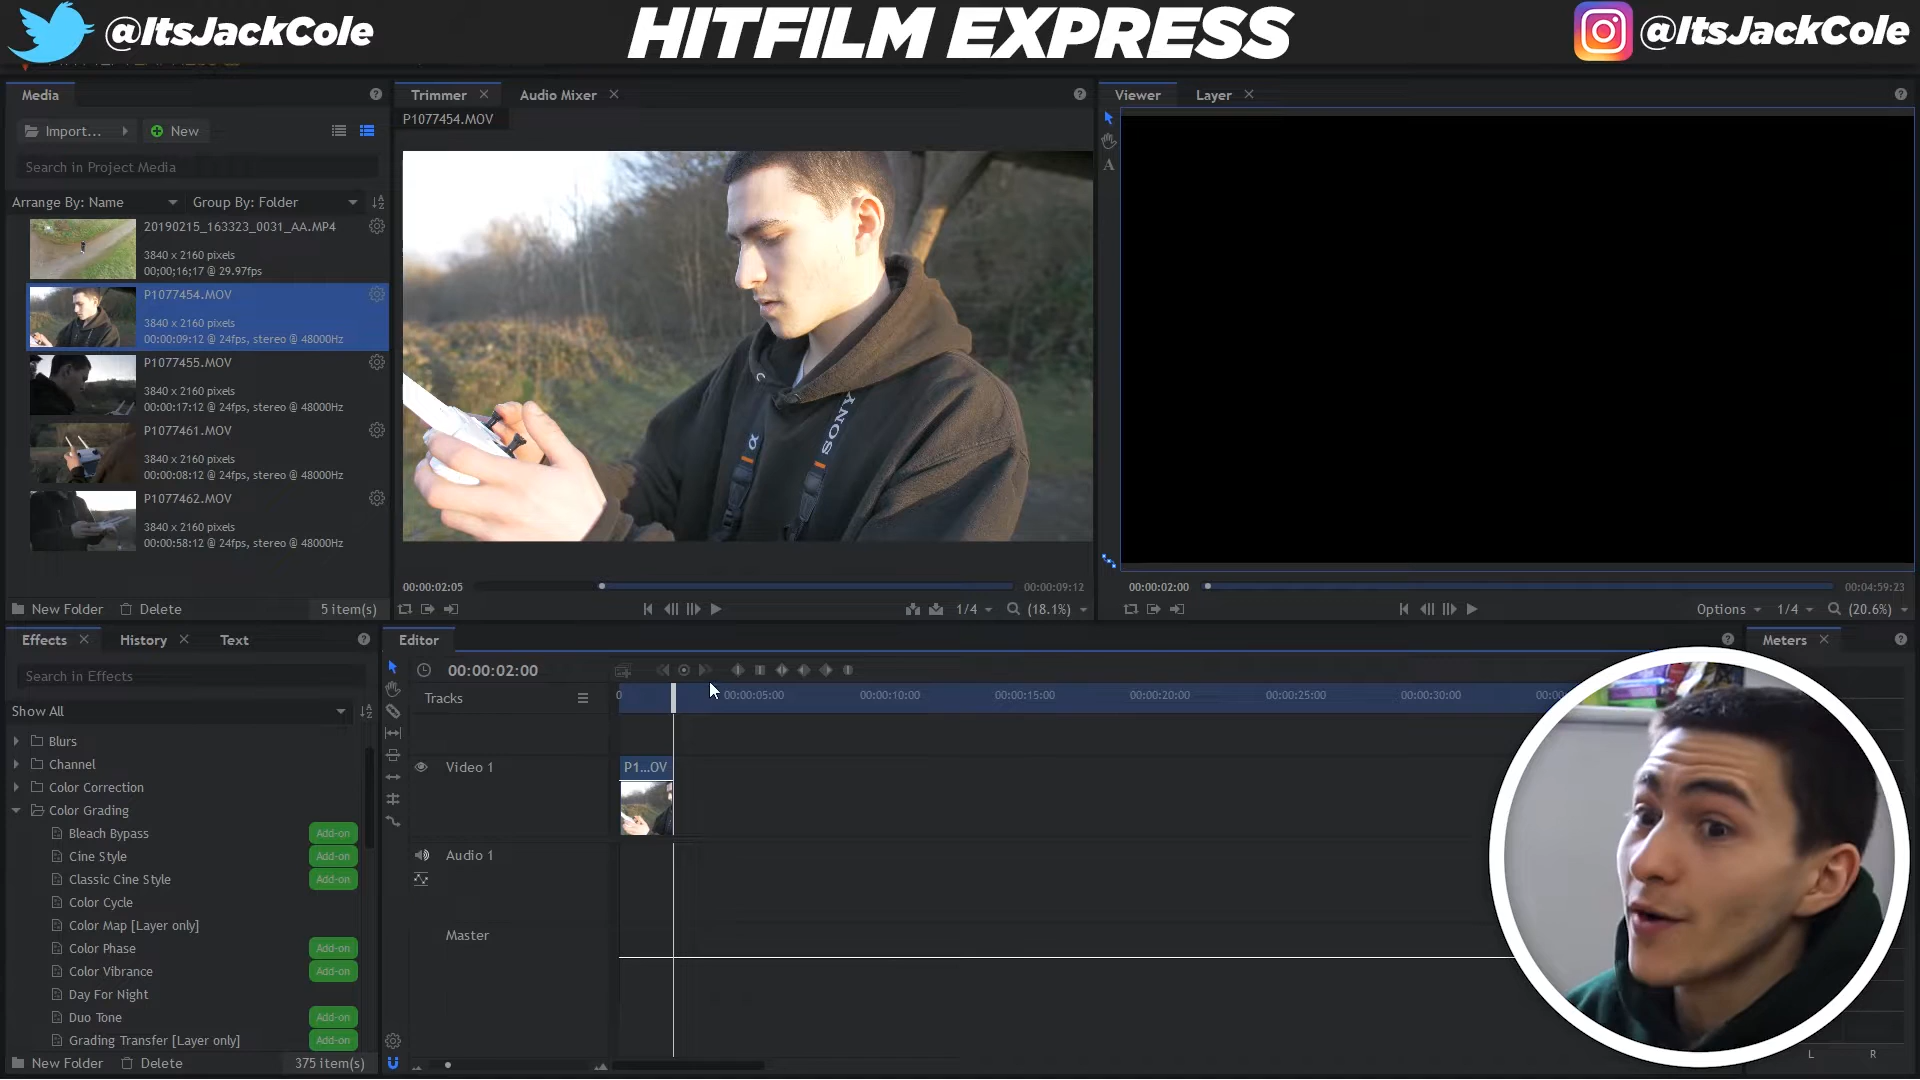 @ItsJackCole
HITFILM EXPRESS
@ItsJackCole
Media
Import...
New
Search in Project Media
Arrange By: Name
Group By: Folder
20190215_163323_0031_AA.MP4
3840 x 2160 pixels
00;00;16;17 @ 29.97fps
P1077454.MOV
3840 x 2160 pixels
00:00:09:12 @ 24fps, stereo @ 48000Hz
P1077455.MOV
3840 x 2160 pixels
00:00:17:12 @ 24fps, stereo @ 48000Hz
P1077461.MOV
3840 x 2160 pixels
00:00:08:12 @ 24fps, stereo @ 48000Hz
P1077462.MOV
3840 x 2160 pixels
00:00:58:12 @ 24fps, stereo @ 48000Hz
New Folder
Delete
5 item(s)
Trimmer
Audio Mixer
P1077454.MOV
α
SONY
00:00:02:05
00:00:09:12
1/4
(18.1%)
Viewer
Layer
A
00:00:02:00
00:04:59:23
Options
1/4
(20.6%)
Effects
History
Text
Search in Effects
Show All
Blurs
Channel
Color Correction
Color Grading
Bleach Bypass
Add-on
Cine Style
Add-on
Classic Cine Style
Add-on
Color Cycle
Color Map [Layer only]
Color Phase
Add-on
Color Vibrance
Add-on
Day For Night
Duo Tone
Add-on
Grading Transfer [Layer only]
Add-on
New Folder
Delete
375 item(s)
Editor
00:00:02:00
Tracks
0
00:00:05:00
00:00:10:00
00:00:15:00
00:00:20:00
00:00:25:00
00:00:30:00
Video 1
P1...OV
Audio 1
Master
Meters
L
R